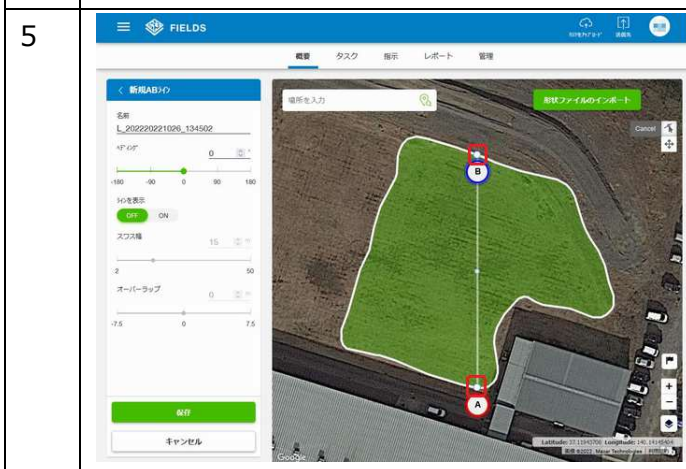 5
FIELDS
概要 タスク 指示 レポート 管理
新規ABライン
場所を入力
形状ファイルのインポート
Cancel
名前
L_202220221026_134502
ヘディング
0 °
-180 -90 0 90 180
B
ラインを表示
OFF ON
スワス幅
15
2 50
オーバーラップ
0
-7.5 0 7.5
A
保存
キャンセル
Google